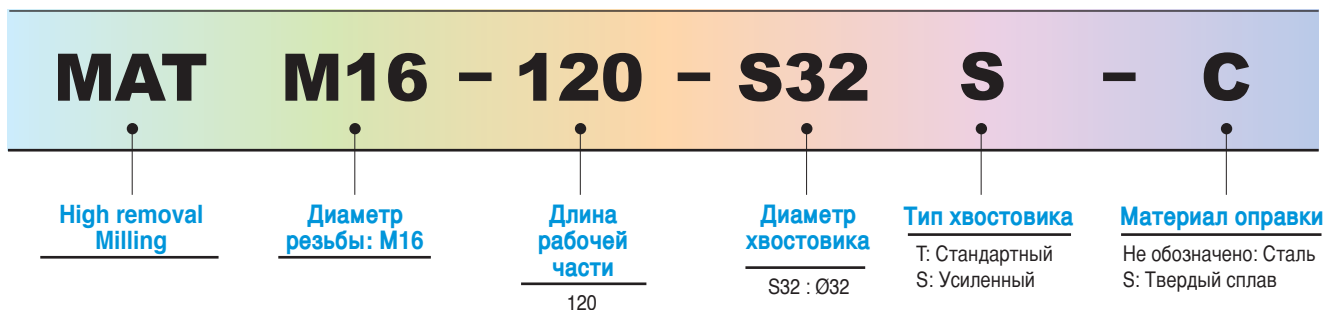 MAT M16 – 120 – S32 S – C
High removal
Milling
Диаметр
резьбы: M16
Длина
рабочей
части
120
Диаметр
хвостовика
S32 : Ø32
Тип хвостовика
T: Стандартный
S: Усиленный
Материал оправки
Не обозначено: Сталь
S: Твердый сплав